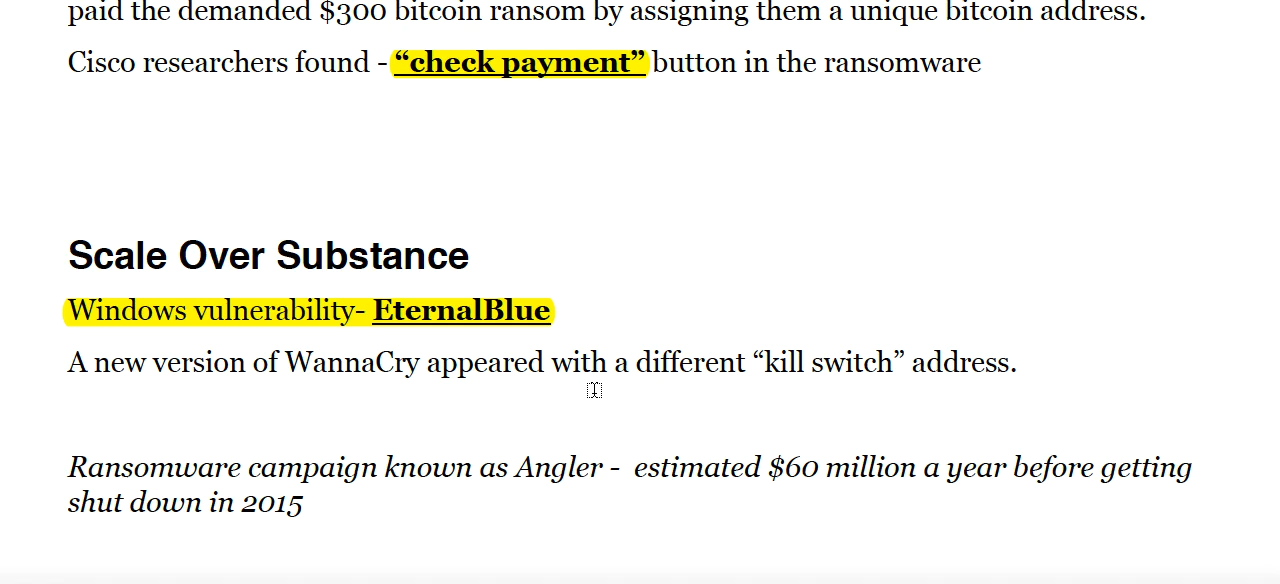 paid the demanded $300 bitcoin ransom by assigning them a unique bitcoin address.
Cisco researchers found - “check payment” button in the ransomware
Scale Over Substance
Windows vulnerability- EternalBlue
A new version of WannaCry appeared with a different “kill switch” address.
Ransomware campaign known as Angler -  estimated $60 million a year before getting
shut down in 2015